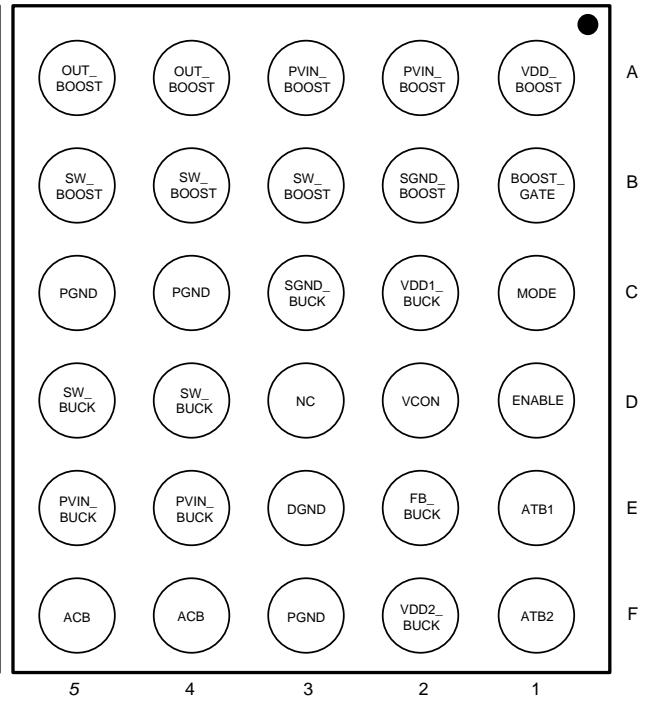 OUT_
BOOST
OUT_
BOOST
PVIN_
BOOST
PVIN_
BOOST
VDD_
BOOST
A
SW_
BOOST
SW_
BOOST
SW_
BOOST
SGND_
BOOST
BOOST_
GATE
B
PGND
PGND
SGND_
BUCK
VDD1_
BUCK
MODE
C
SW_
BUCK
SW_
BUCK
NC
VCON
ENABLE
D
PVIN_
BUCK
PVIN_
BUCK
DGND
FB_
BUCK
ATB1
E
ACB
ACB
PGND
VDD2_
BUCK
ATB2
F
5 4 3 2 1